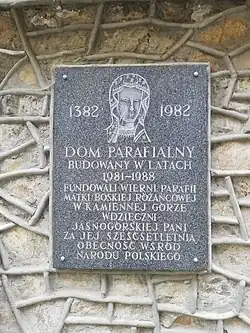 1382 1982
DOM PARAFIALNY
BUDOWANY W LATACH
1981-1988
FUNDOWALI WIERNI PARAFII
MATKI BOSKIEJ RÓŻAŃCOWEJ
W KAMIENNEJ GÓRZE
WDZIĘCZNI
JASNOGÓRSKIEJ PANI
ZA JEJ SZEŚĆSETLETNIĄ
OBECNOŚĆ WŚRÓD
NARODU POLSKIEGO